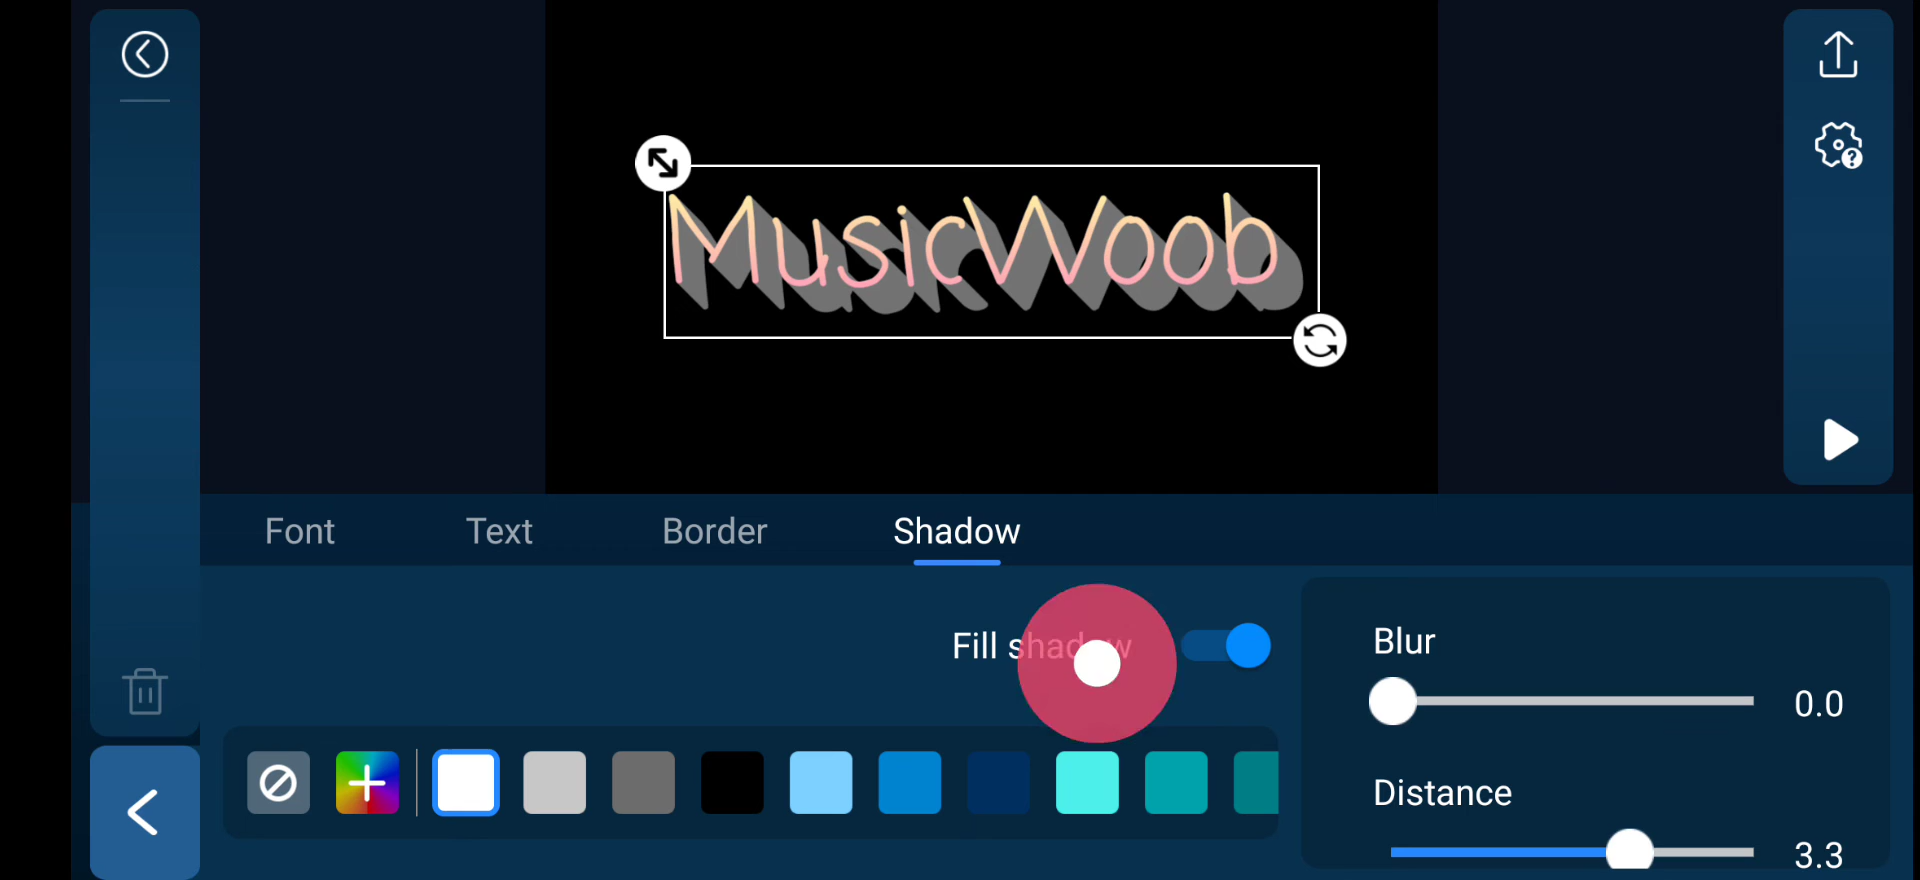 MusicWoob
Font Text Border Shadow
Fill shadow
Blur
0.0
Distance
3.3